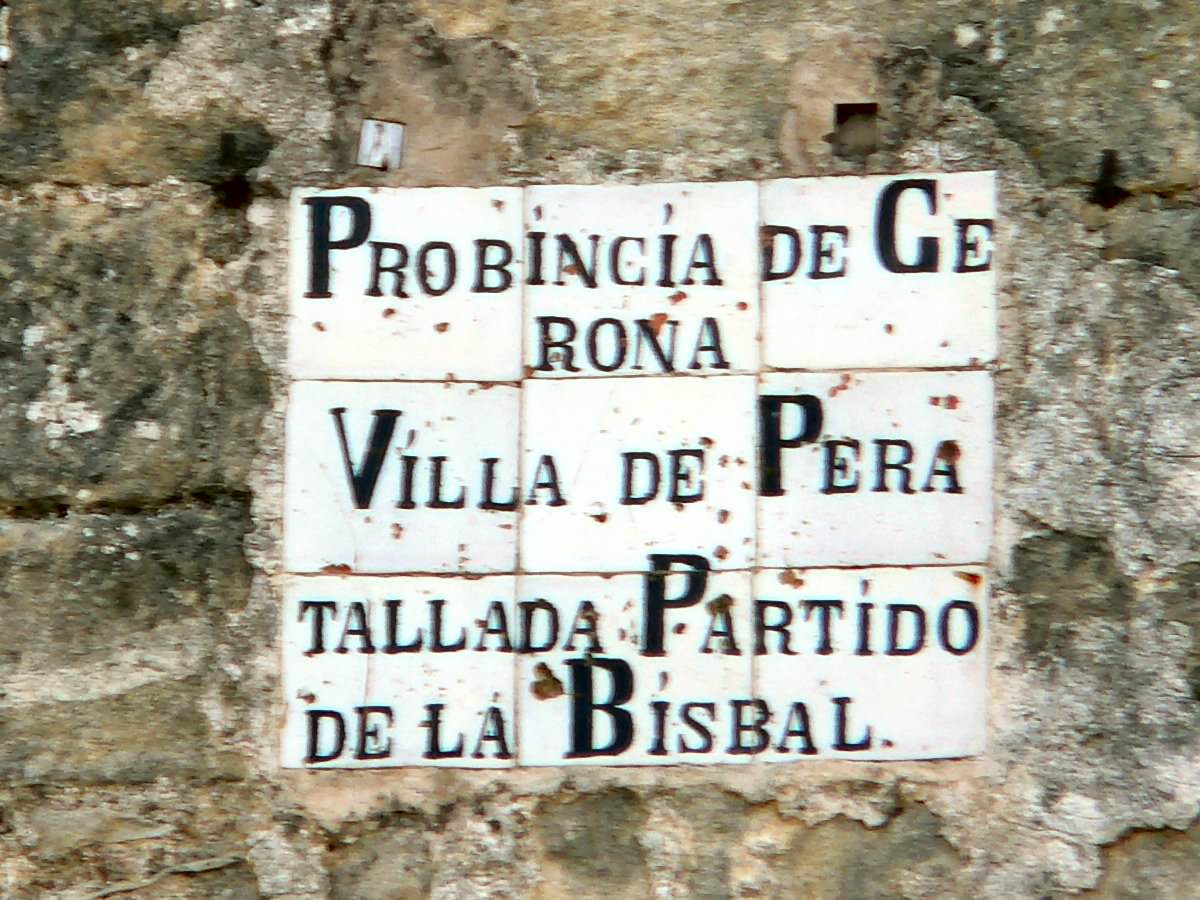 PROBINCIA DE GE
RONA
VILLA DE PERA
TALLADA PARTIDO
DE LA BISBAL.